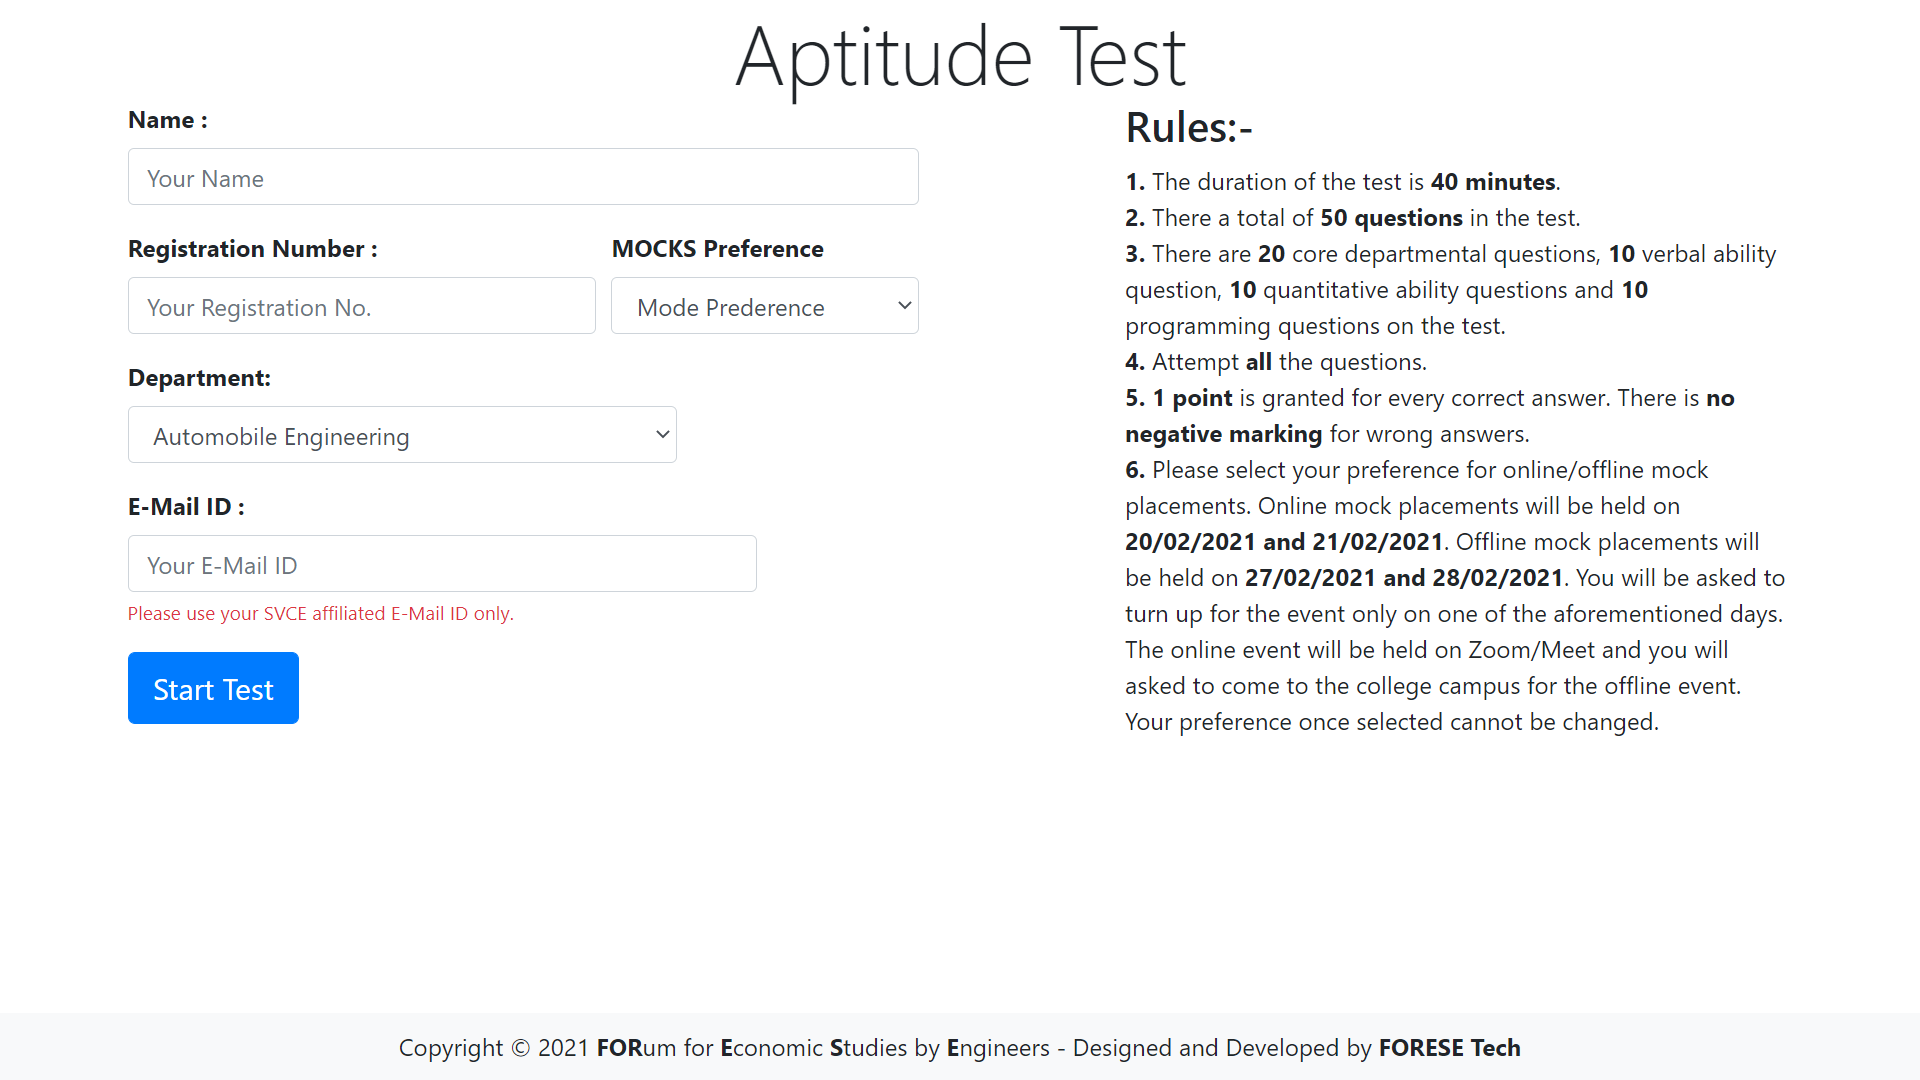 Aptitude Test
Name :
Your Name
Registration Number :
MOCKS Preference
Your Registration No.
Mode Prederence
Department:
Automobile Engineering
E-Mail ID :
Your E-Mail ID
Please use your SVCE affiliated E-Mail ID only.
Start Test
Rules:-
1. The duration of the test is 40 minutes.
2. There a total of 50 questions in the test.
3. There are 20 core departmental questions, 10 verbal ability
question, 10 quantitative ability questions and 10
programming questions on the test.
4. Attempt all the questions.
5. 1 point is granted for every correct answer. There is no
negative marking for wrong answers.
6. Please select your preference for online/offline mock
placements. Online mock placements will be held on
20/02/2021 and 21/02/2021. Offline mock placements will
be held on 27/02/2021 and 28/02/2021. You will be asked to
turn up for the event only on one of the aforementioned days.
The online event will be held on Zoom/Meet and you will
asked to come to the college campus for the offline event.
Your preference once selected cannot be changed.
Copyright © 2021 FORum for Economic Studies by Engineers - Designed and Developed by FORESE Tech